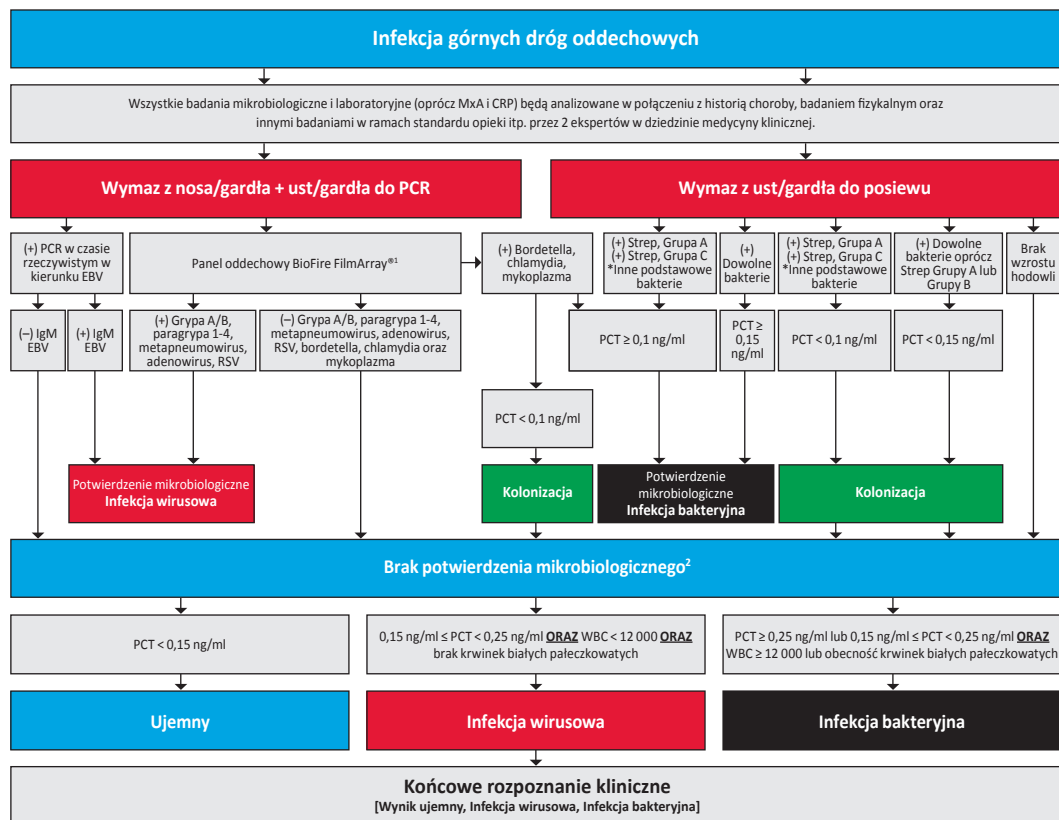 Infekcja górnych dróg oddechowych
Wszystkie badania mikrobiologiczne i laboratoryjne (oprócz MxA i CRP) będą analizowane w połączeniu z historią choroby, badaniem fizykalnym oraz
innymi badaniami w ramach standardu opieki itp. przez 2 ekspertów w dziedzinie medycyny klinicznej.
Wymaz z nosa/gardła + ust/gardła do PCR
Wymaz z ust/gardła do posiewu
(+) PCR w czasie
rzeczywistym w
kierunku EBV
Panel oddechowy BioFire FilmArray®¹
(+) Bordetella,
chlamydia,
mykoplazma
(+) Strep, Grupa A
(+) Strep, Grupa C
*Inne podstawowe
bakterie
(+)
Dowolne
bakterie
(+) Strep, Grupa A
(+) Strep, Grupa C
*Inne podstawowe
bakterie
(+) Dowolne
bakterie oprócz
Strep Grupy A lub
Grupy B
Brak
wzrostu
hodowli
(–) IgM
EBV
(+) IgM
EBV
(+) Grypa A/B,
paragrypa 1-4,
metapneumowirus,
adenowirus, RSV
(–) Grypa A/B, paragrypa 1-4,
metapneumowirus, adenowirus,
RSV, bordetella, chlamydia oraz
mykoplazma
PCT ≥ 0,1 ng/ml
PCT ≥
0,15
ng/ml
PCT < 0,1 ng/ml
PCT < 0,15 ng/ml
PCT < 0,1 ng/ml
Potwierdzenie mikrobiologiczne
Infekcja wirusowa
Kolonizacja
Potwierdzenie
mikrobiologiczne
Infekcja bakteryjna
Kolonizacja
Brak potwierdzenia mikrobiologicznego²
PCT < 0,15 ng/ml
0,15 ng/ml ≤ PCT < 0,25 ng/ml ORAZ WBC < 12 000 ORAZ
brak krwinek białych pałeczkowatych
PCT ≥ 0,25 ng/ml lub 0,15 ng/ml ≤ PCT < 0,25 ng/ml ORAZ
WBC ≥ 12 000 lub obecność krwinek białych pałeczkowatych
Ujemny
Infekcja wirusowa
Infekcja bakteryjna
Końcowe rozpoznanie kliniczne
[Wynik ujemny, Infekcja wirusowa, Infekcja bakteryjna]